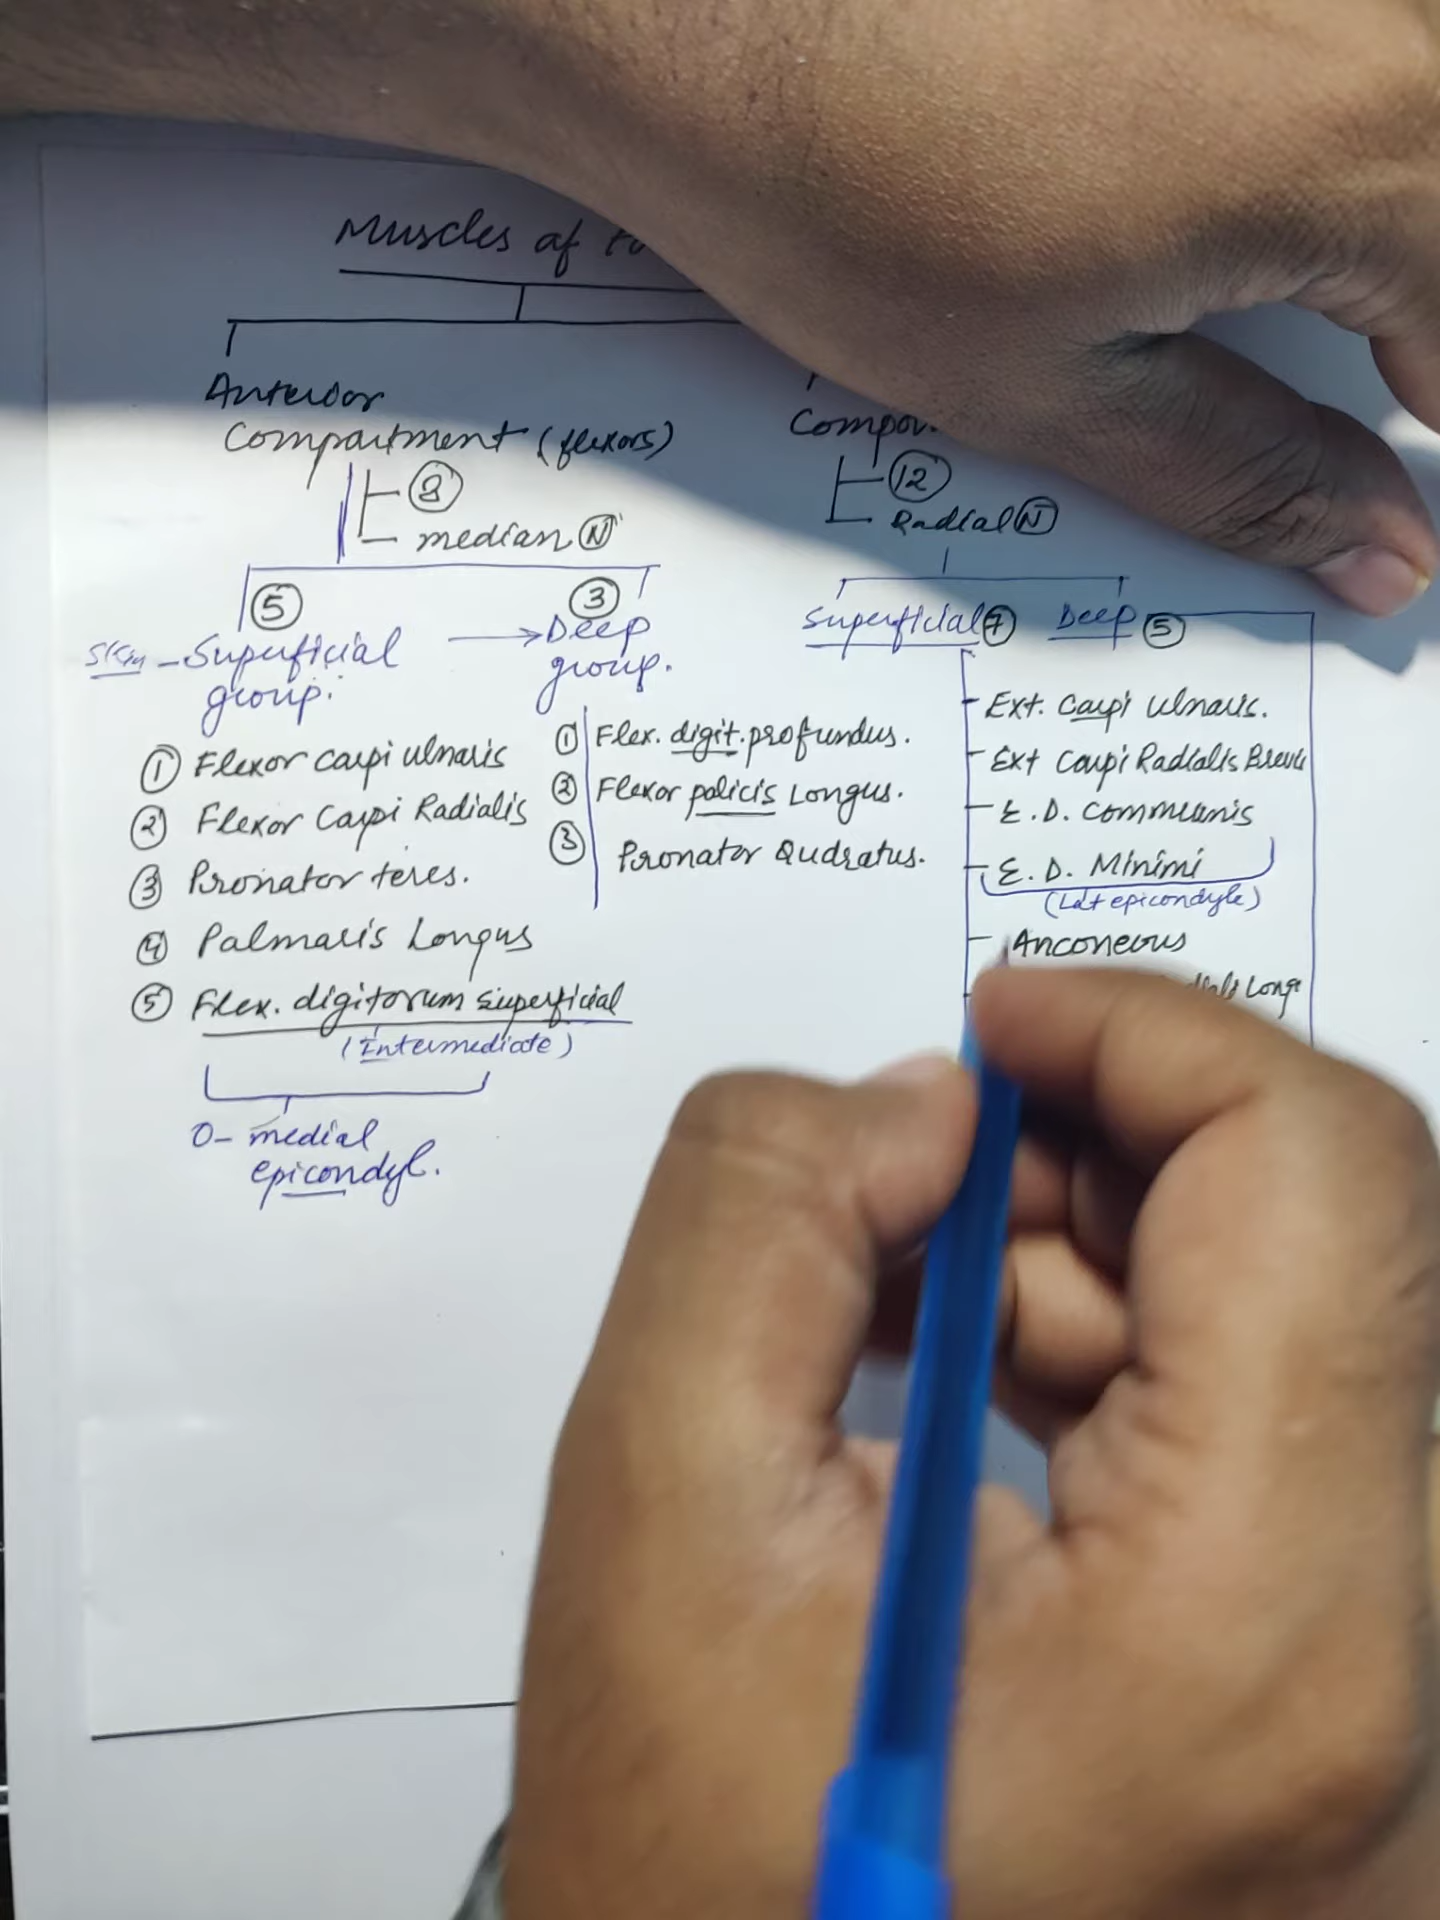 Muscles of
Anterior
Compartment (flexors)
8
median N
5
3
Skin - Superficial
group.
Deep
group.
1 Flexor carpi ulnaris
2 Flexor Carpi Radialis
3 Pronator teres.
4 Palmaris Longus
5 Flex. digitorum superficial
(Intermediate)
O- medial
epicondyl.
1 Flex. digit. profundus.
2 Flexor policis Longus.
3 Pronator Qudratus.
12
Radial N
Superficial 7
Deep 5
Ext. Carpi ulnaris.
Ext Carpi Radialis Brevis
E.D. Communis
E.D. Minimi
(Lat epicondyle)
Anconeous